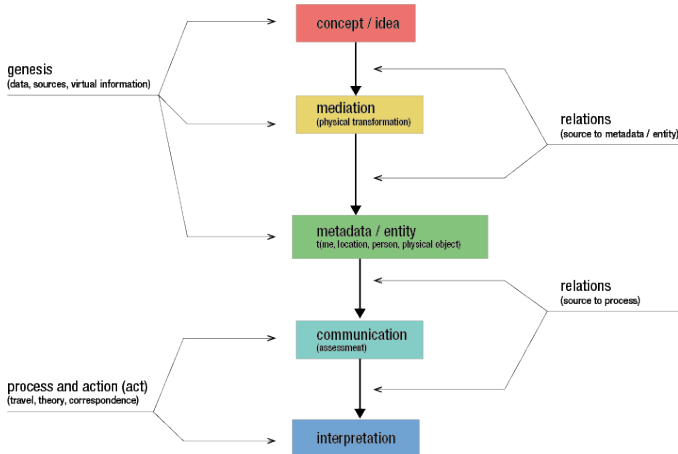 concept / idea
genesis
(data, sources, virtual information)
mediation
(physical transformation)
relations
(source to metadata / entity)
metadata / entity
t(ime, location, person, physical object)
relations
(source to process)
communication
(assessment)
process and action (act)
(travel, theory, correspondence)
interpretation